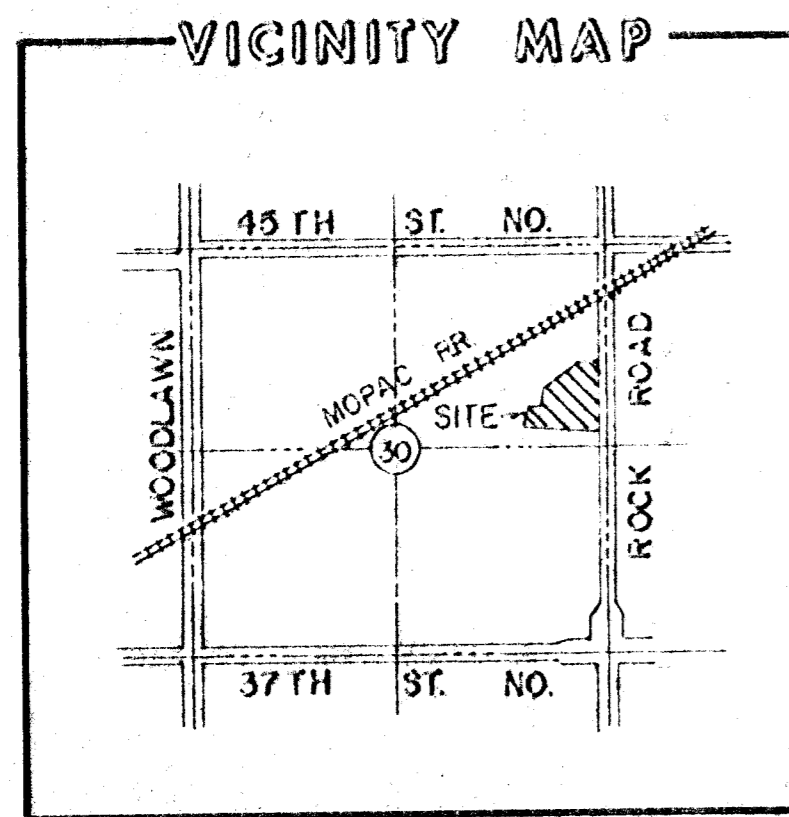 VICINITY MAP
45TH ST. NO.
WOODLAWN
MOPAC RR
ROCK ROAD
SITE
30
37TH ST. NO.